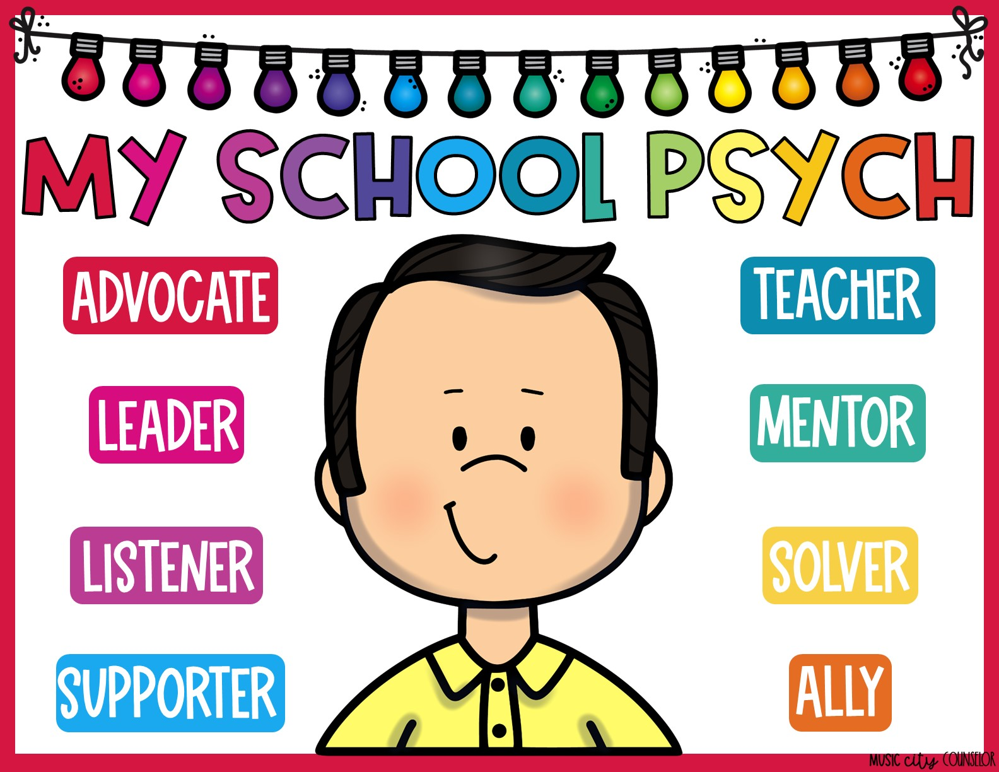 MY SCHOOL PSYCH
ADVOCATE
LEADER
LISTENER
SUPPORTER
TEACHER
MENTOR
SOLVER
ALLY
MUSIC city COUNSELOR